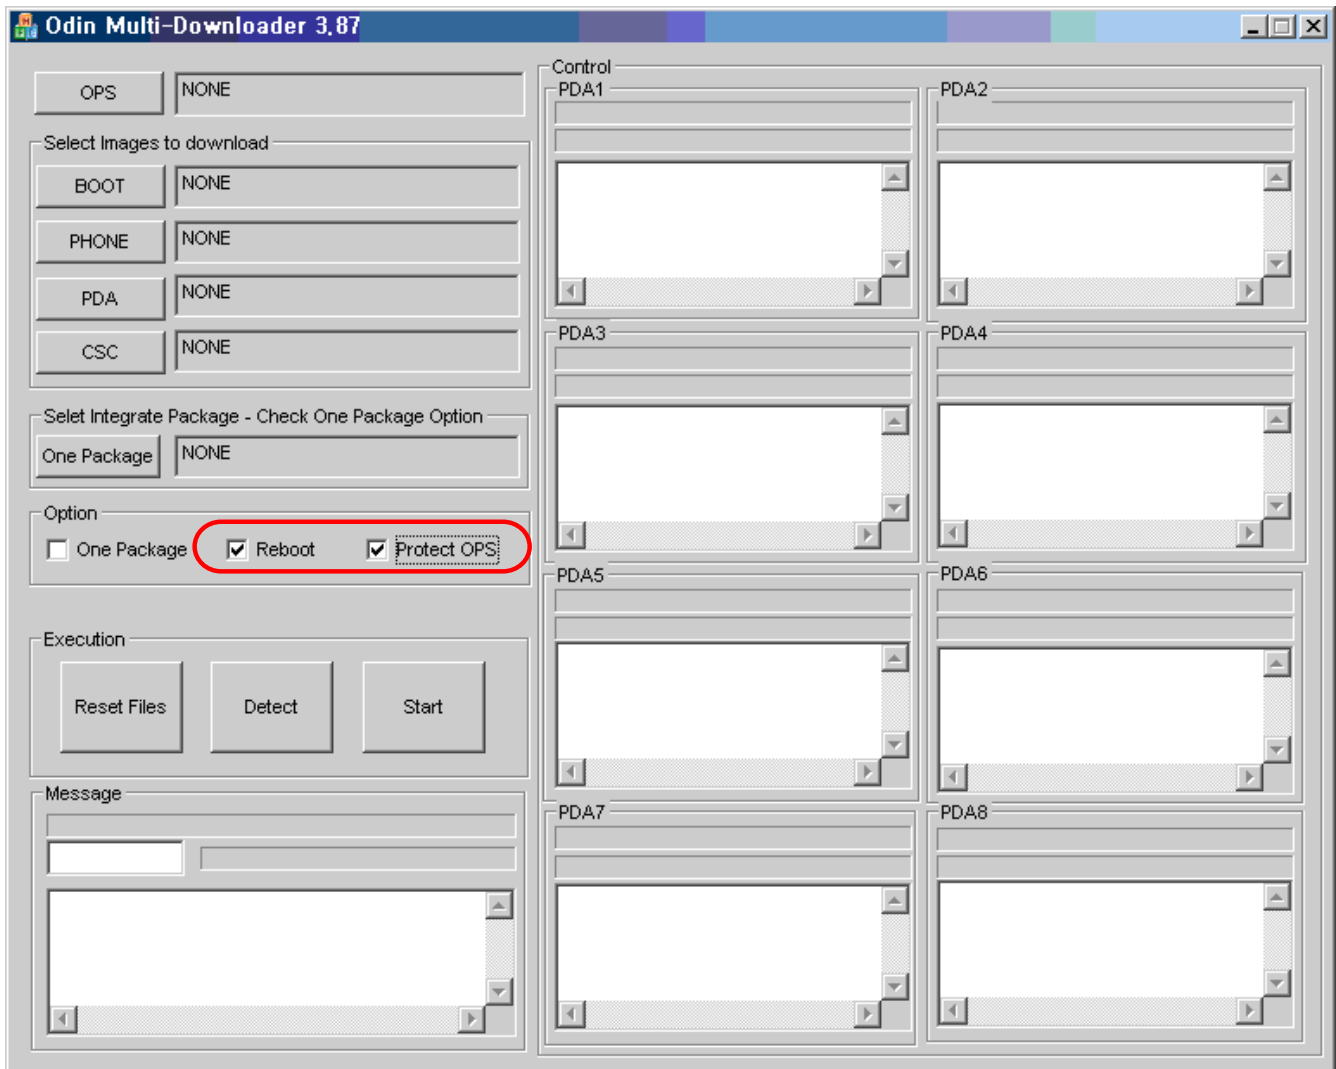 Odin Multi-Downloader 3,87
OPS
NONE
Select Images to download
BOOT
NONE
PHONE
NONE
PDA
NONE
CSC
NONE
Selet Integrate Package - Check One Package Option
One Package
NONE
Option
One Package
Reboot
Protect OPS
Execution
Reset Files
Detect
Start
Message
Control
PDA1
PDA2
PDA3
PDA4
PDA5
PDA6
PDA7
PDA8